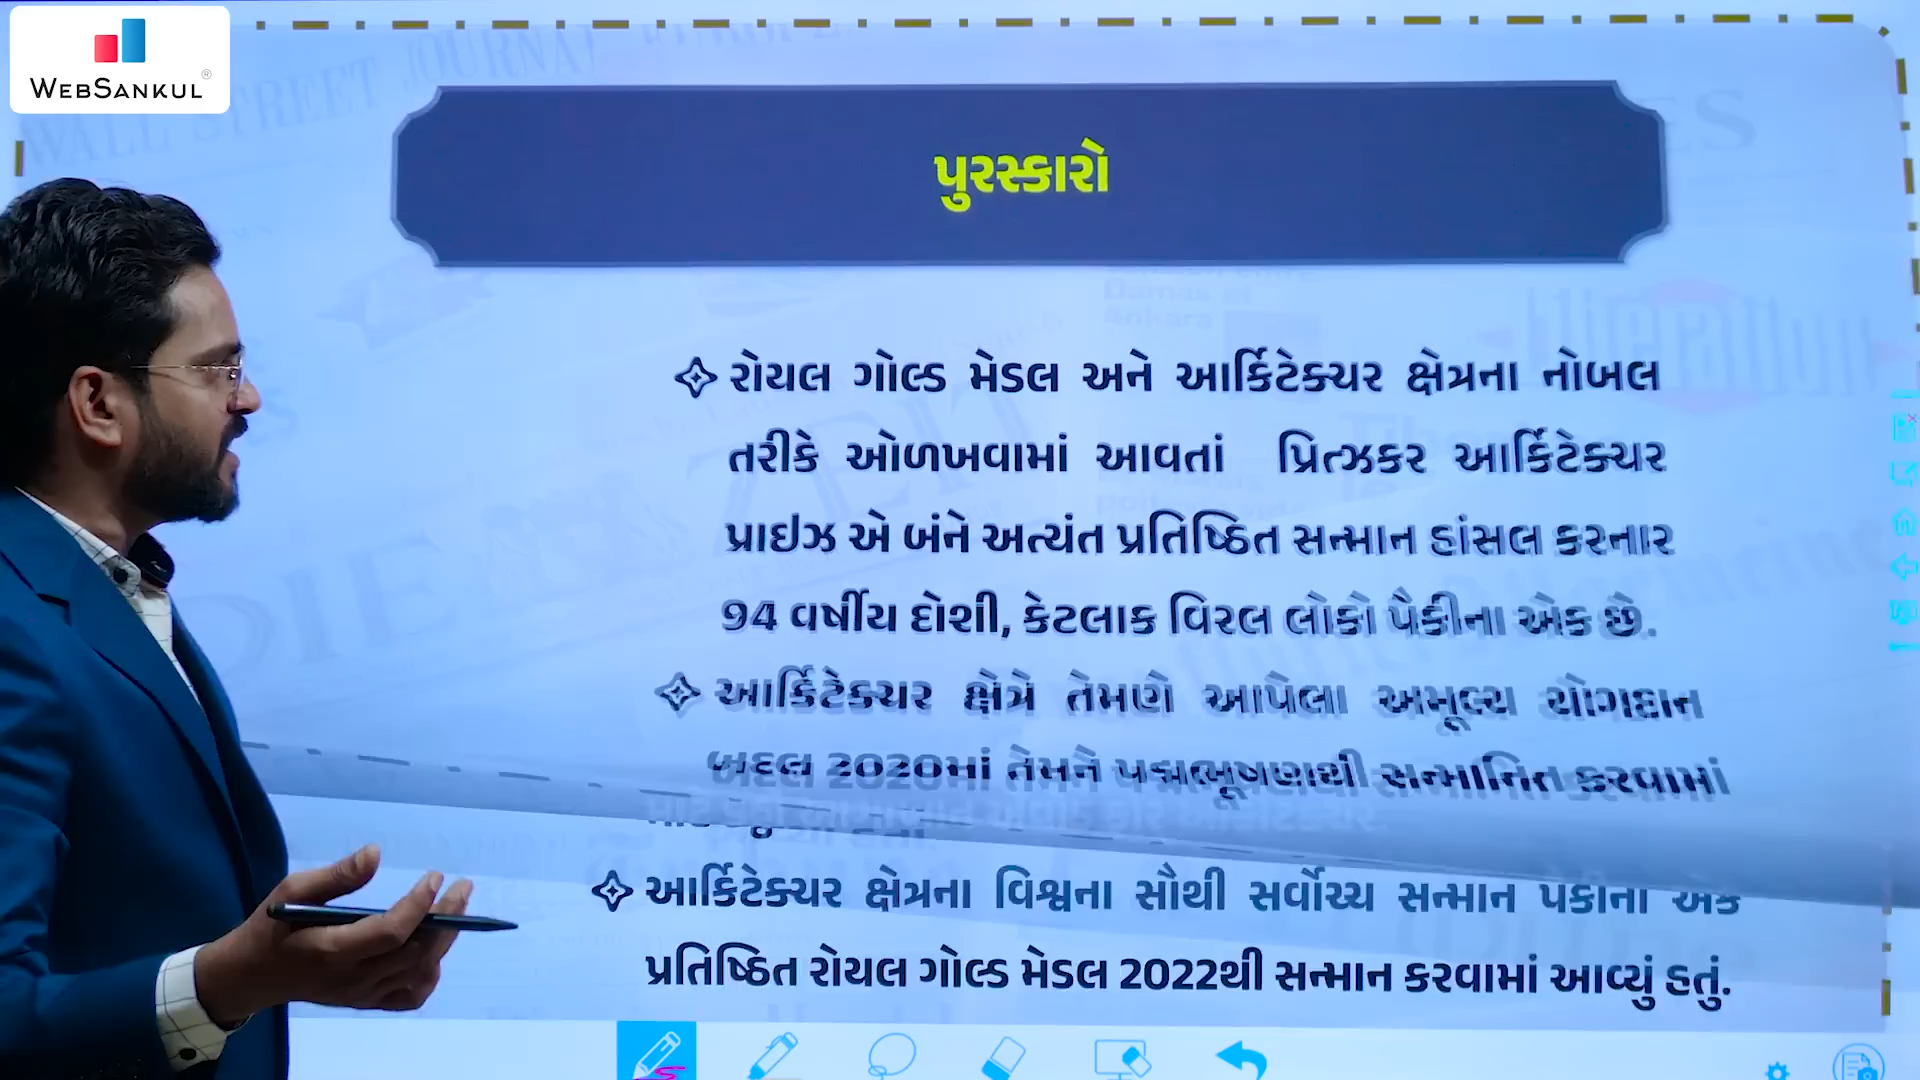 WEBSANKUL
પુરસ્કારો
રોયલ ગોલ્ડ મેડલ અને આર્કિટેક્ચર ક્ષેત્રના નોબલ
તરીકે ઓળખવામાં આવતાં પ્રિત્ઝકર આર્કિટેક્ચર
પ્રાઇઝ એ બંને અત્યંત પ્રતિષ્ઠિત સન્માન હાંસલ કરનાર
94 વર્ષીય દોશી, કેટલાક વિરલ લોકો પૈકીના એક છે.
આર્કિટેક્ચર ક્ષેત્રે તેમણે આપેલા અમૂલ્ય યોગદાન
બદલ 2020માં તેમને પદ્મભૂષણથી સન્માનિત કરવામાં
આર્કિટેક્ચર ક્ષેત્રના વિશ્વના સૌથી સર્વોચ્ચ સન્માન પૈકીના એક
પ્રતિષ્ઠિત રોયલ ગોલ્ડ મેડલ 2022થી સન્માન કરવામાં આવ્યું હતું.